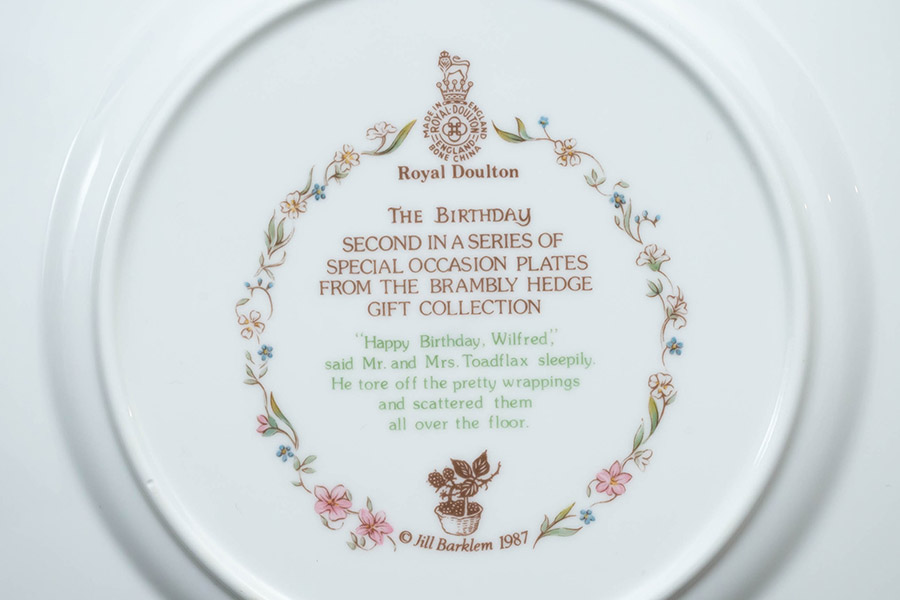 MADE IN ENGLAND
ROYAL·DOULTON
ENGLAND
BONE CHINA
Royal Doulton
THE BIRTHDAY
SECOND IN A SERIES OF
SPECIAL OCCASION PLATES
FROM THE BRAMBLY HEDGE
GIFT COLLECTION
"Happy Birthday, Wilfred",
said Mr. and Mrs. Toadflax sleepily.
He tore off the pretty wrappings
and scattered them
all over the floor.
© Jill Barklem 1987